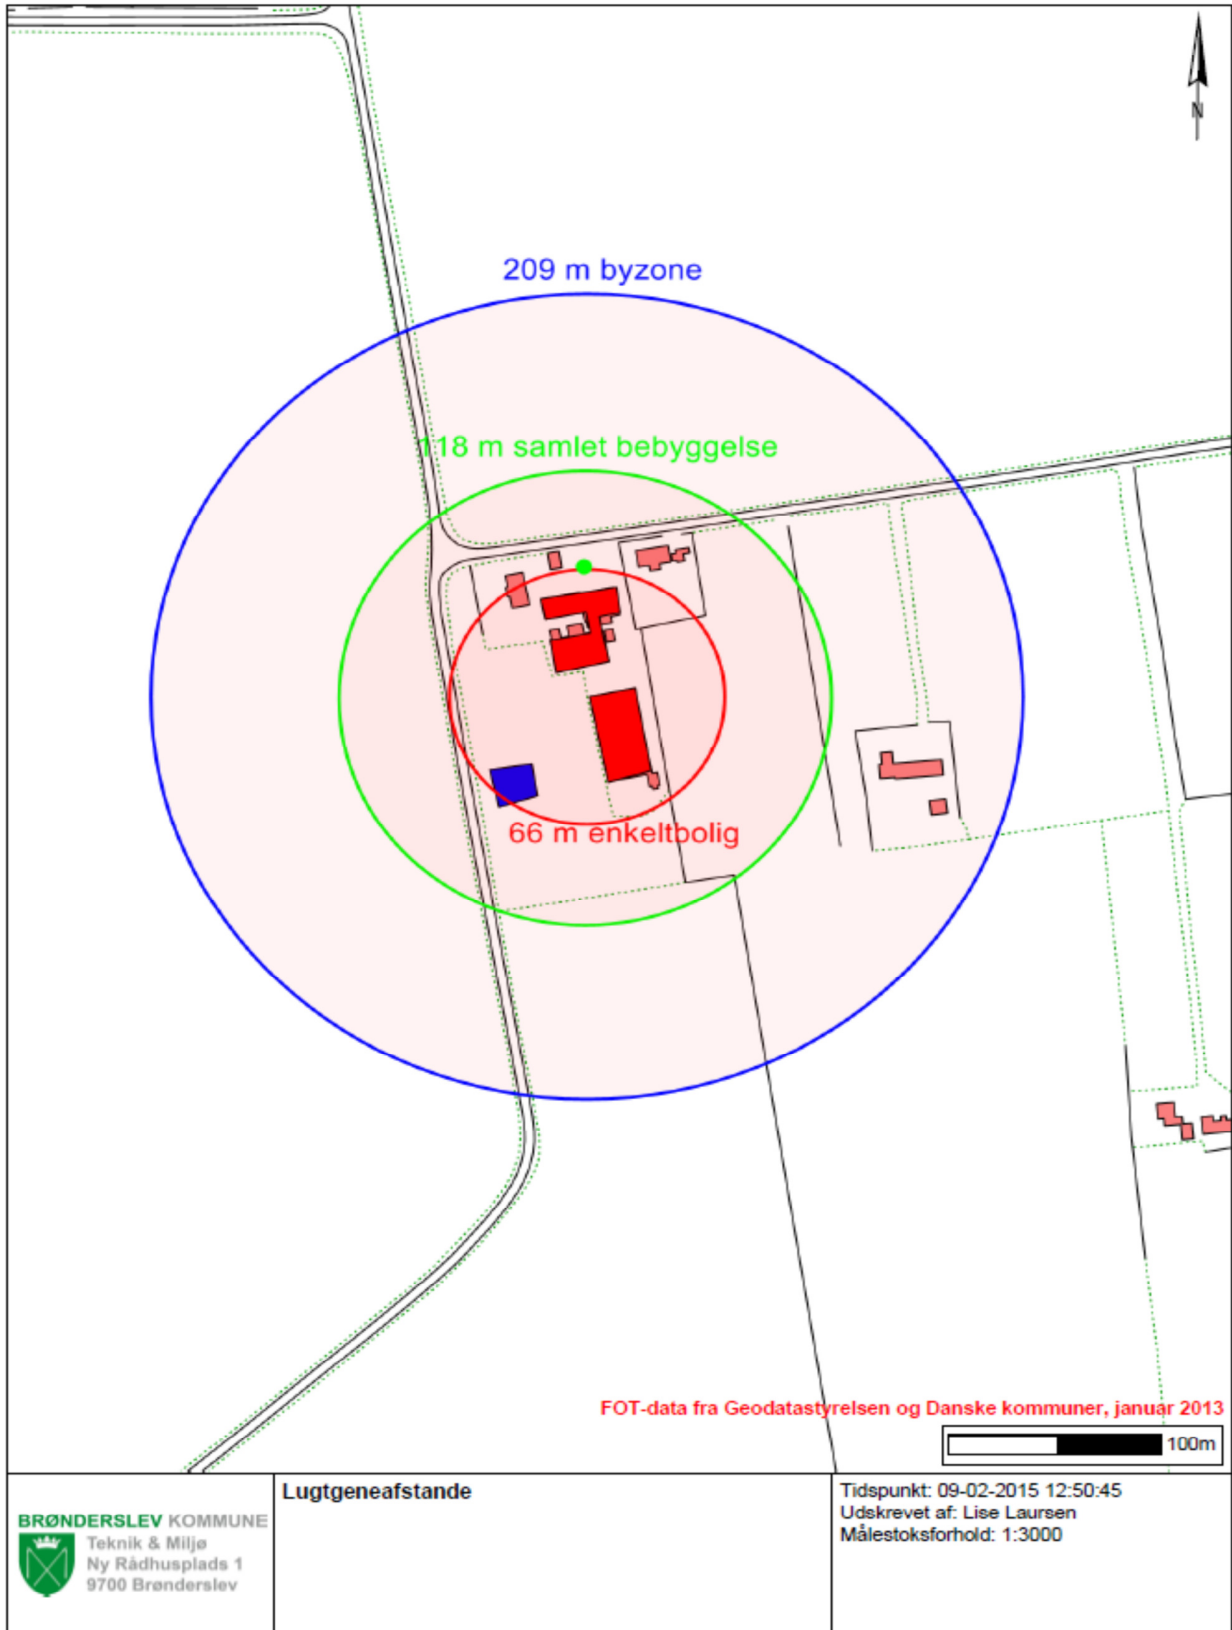 N
209 m byzone
118 m samlet bebyggelse
66 m enkeltbolig
FOT-data fra Geodatastyrelsen og Danske kommuner, januar 2013
100m
BRØNDERSLEV KOMMUNE
Teknik & Miljø
Ny Rådhusplads 1
9700 Brønderslev
Lugtgeneafstande
Tidspunkt: 09-02-2015 12:50:45
Udskrevet af: Lise Laursen
Målestoksforhold: 1:3000